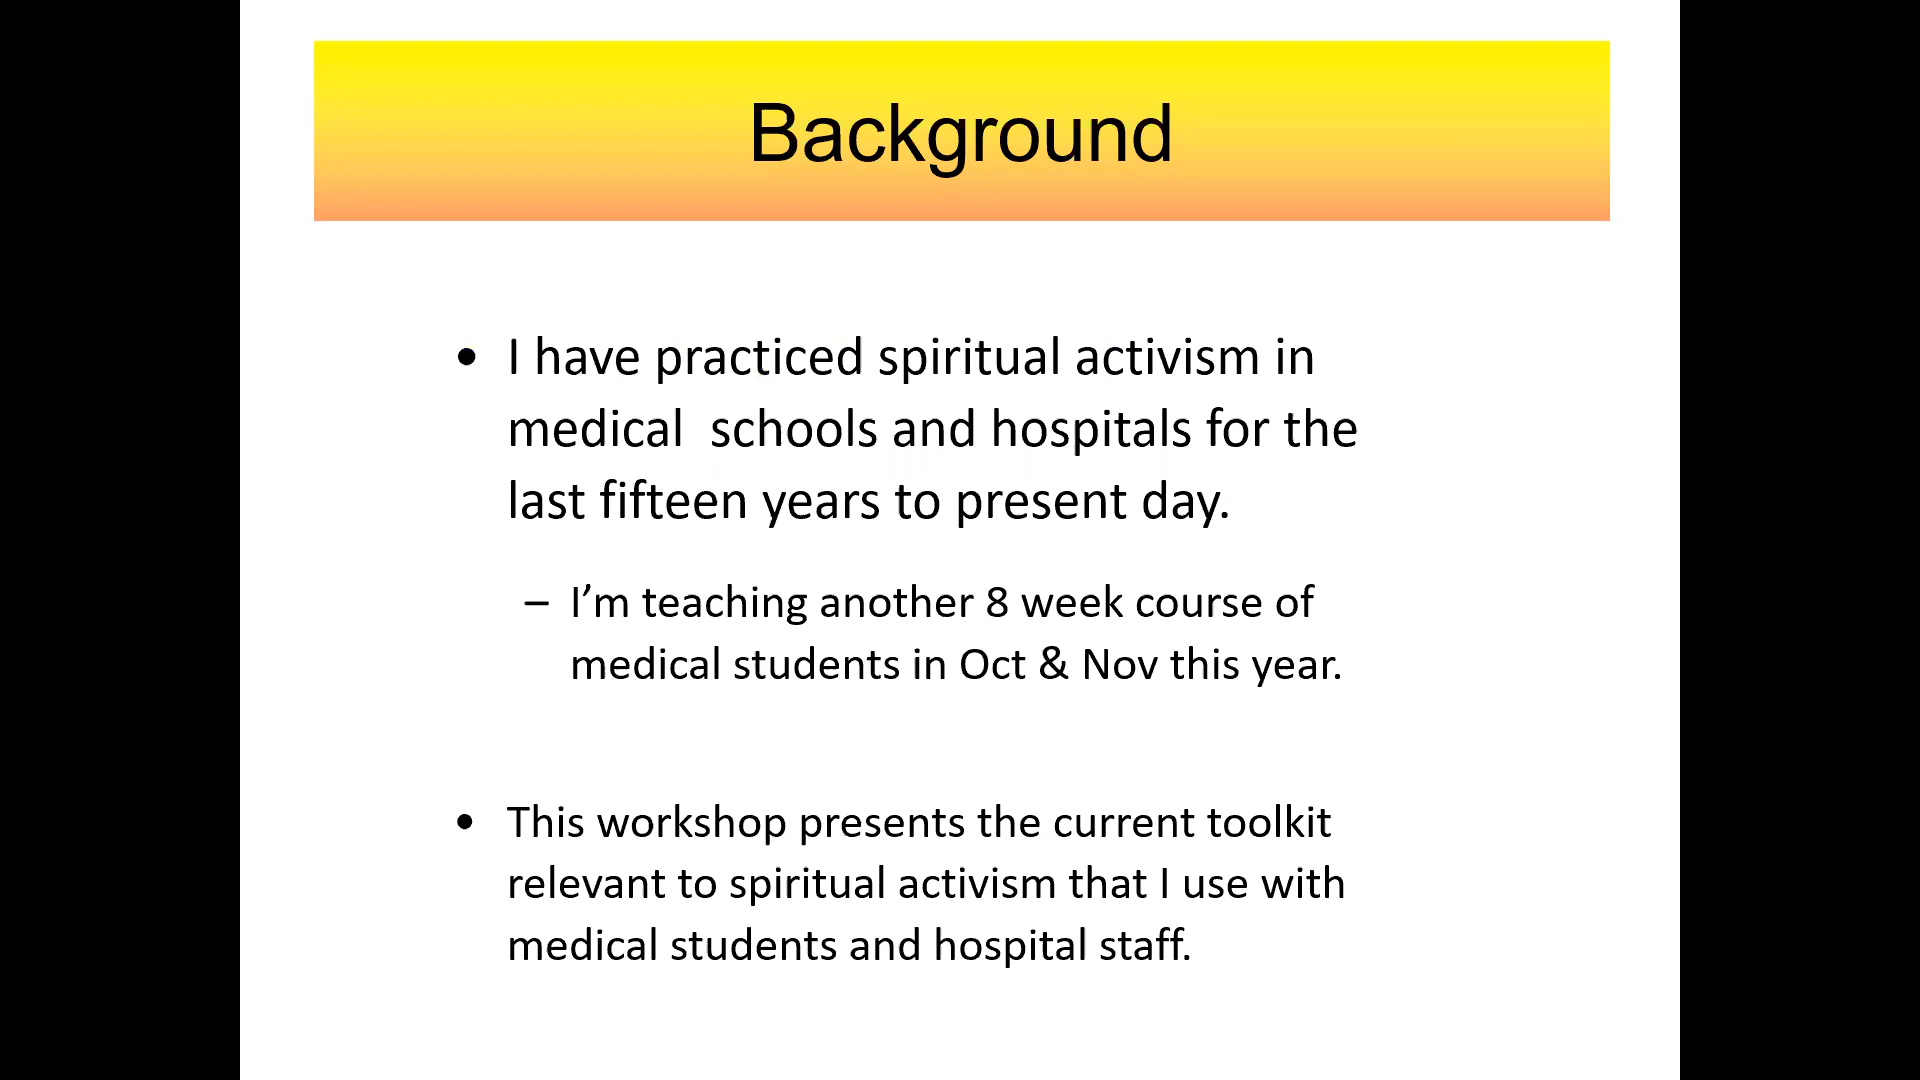 Background
• I have practiced spiritual activism in
medical  schools and hospitals for the
last fifteen years to present day.
– I’m teaching another 8 week course of
medical students in Oct & Nov this year.
• This workshop presents the current toolkit
relevant to spiritual activism that I use with
medical students and hospital staff.